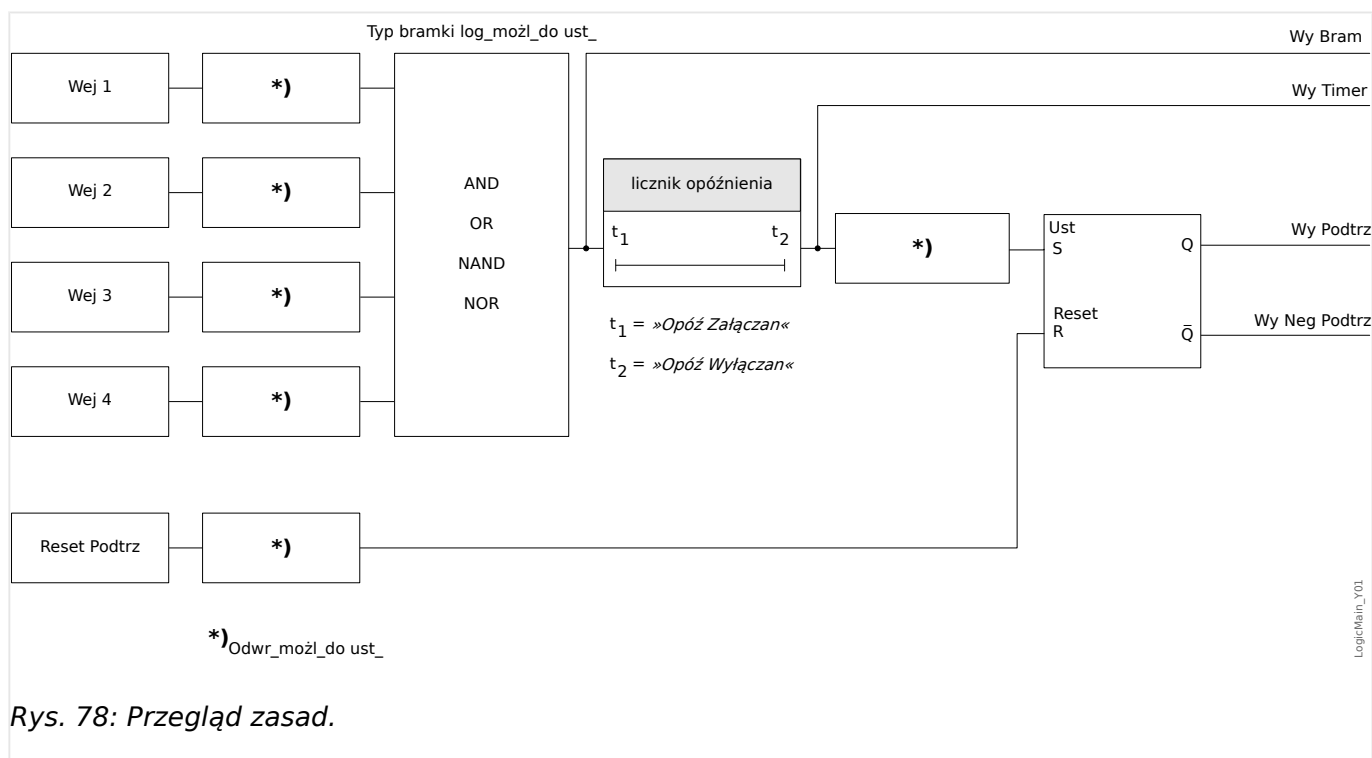 Typ bramki log_możl_do ust_
Wy Bram
Wej 1
*)
Wy Timer
Wej 2
*)
AND
OR
NAND
NOR
licznik opóźnienia
t1
t2
*)
Ust
S
Q
Wy Podtrz
Wej 3
*)
Reset
R
Q̅
Wy Neg Podtrz
t1 = »Opóź Załączan«
t2 = »Opóź Wyłączan«
Wej 4
*)
Reset Podtrz
*)
*)Odwr_możl_do ust_
LogicMain_Y01
Rys. 78: Przegląd zasad.